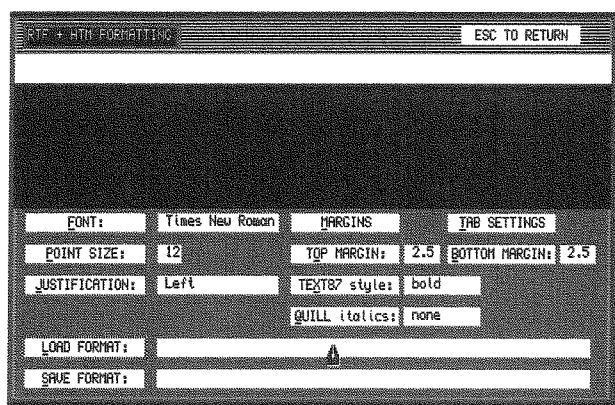 RTF + HTM FORMATTING ESC TO RETURN
FONT: Times New Roman MARGINS TAB SETTINGS
POINT SIZE: 12 TOP MARGIN: 2.5 BOTTOM MARGIN: 2.5
JUSTIFICATION: Left TEXT87 style: bold
QUILL italics: none
LOAD FORMAT:
SAVE FORMAT: